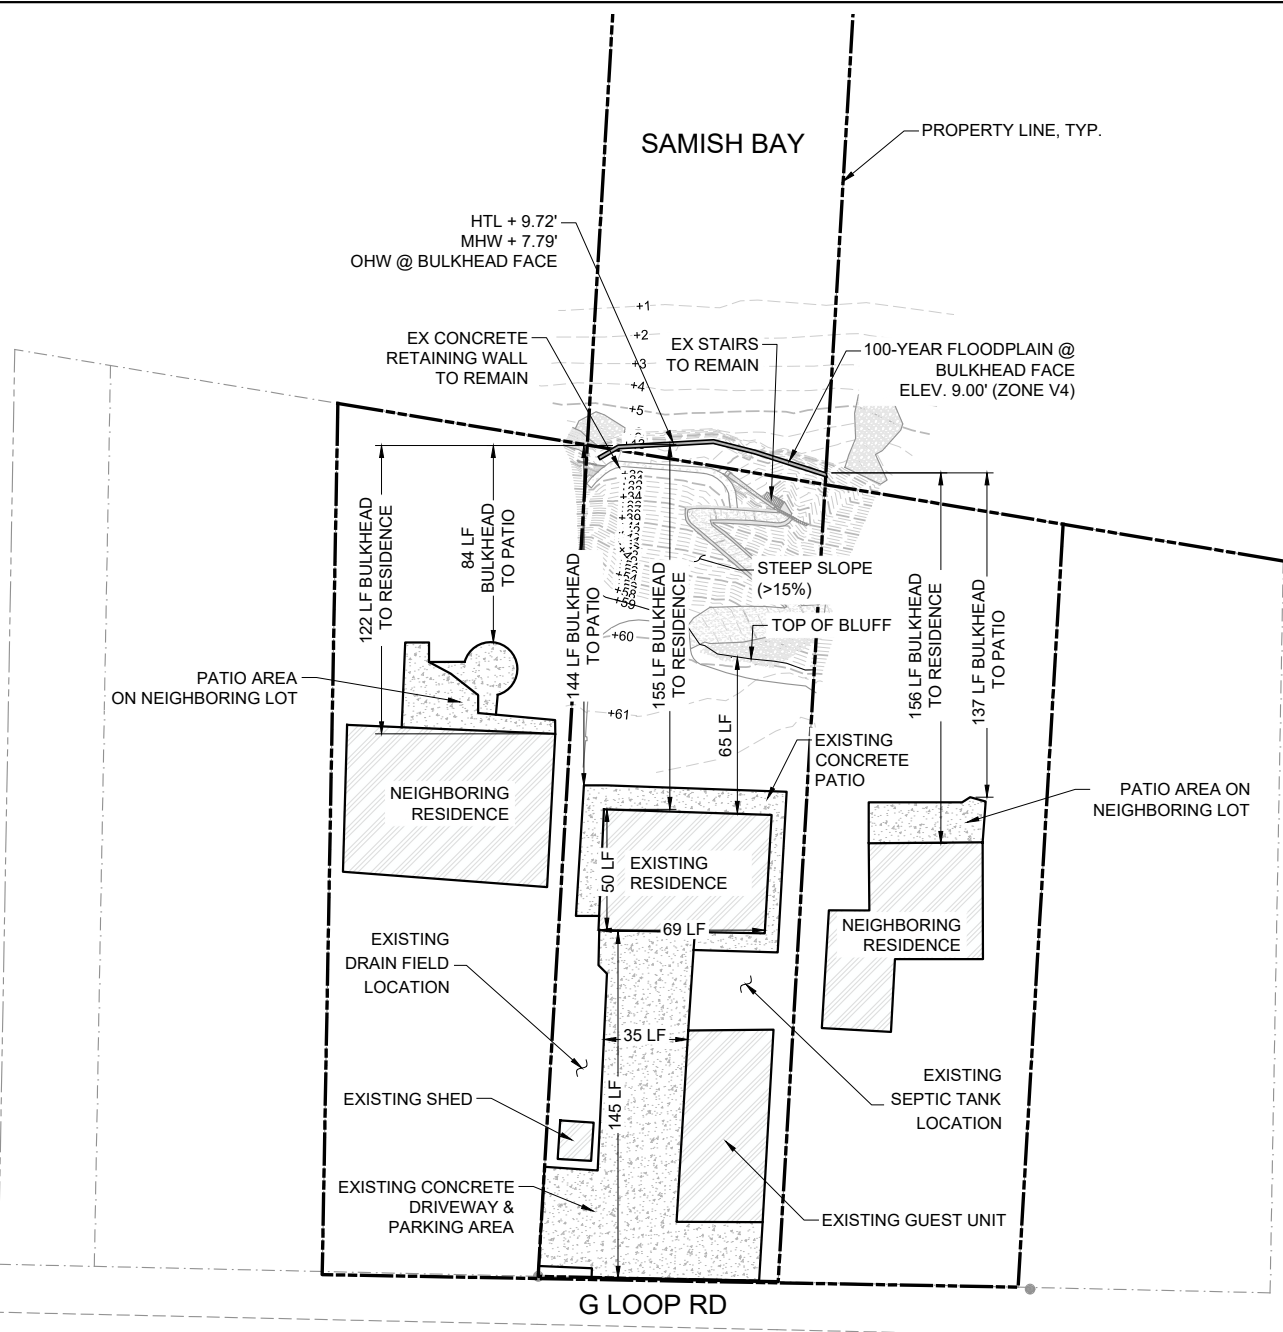 SAMISH BAY
PROPERTY LINE, TYP.
HTL + 9.72'
MHW + 7.79'
OHW @ BULKHEAD FACE
+1
+2
+3
+4
+5
EX CONCRETE
RETAINING WALL
TO REMAIN
EX STAIRS
TO REMAIN
100-YEAR FLOODPLAIN @
BULKHEAD FACE
ELEV. 9.00' (ZONE V4)
122 LF BULKHEAD
TO RESIDENCE
84 LF
BULKHEAD
TO PATIO
144 LF BULKHEAD
TO PATIO
155 LF BULKHEAD
TO RESIDENCE
STEEP SLOPE
(>15%)
TOP OF BLUFF
156 LF BULKHEAD
TO RESIDENCE
137 LF BULKHEAD
TO PATIO
+59
+60
+61
65 LF
PATIO AREA
ON NEIGHBORING LOT
EXISTING
CONCRETE
PATIO
NEIGHBORING
RESIDENCE
PATIO AREA ON
NEIGHBORING LOT
50 LF
EXISTING
RESIDENCE
69 LF
NEIGHBORING
RESIDENCE
EXISTING
DRAIN FIELD
LOCATION
35 LF
145 LF
EXISTING
SEPTIC TANK
LOCATION
EXISTING SHED
EXISTING CONCRETE
DRIVEWAY &
PARKING AREA
EXISTING GUEST UNIT
G LOOP RD